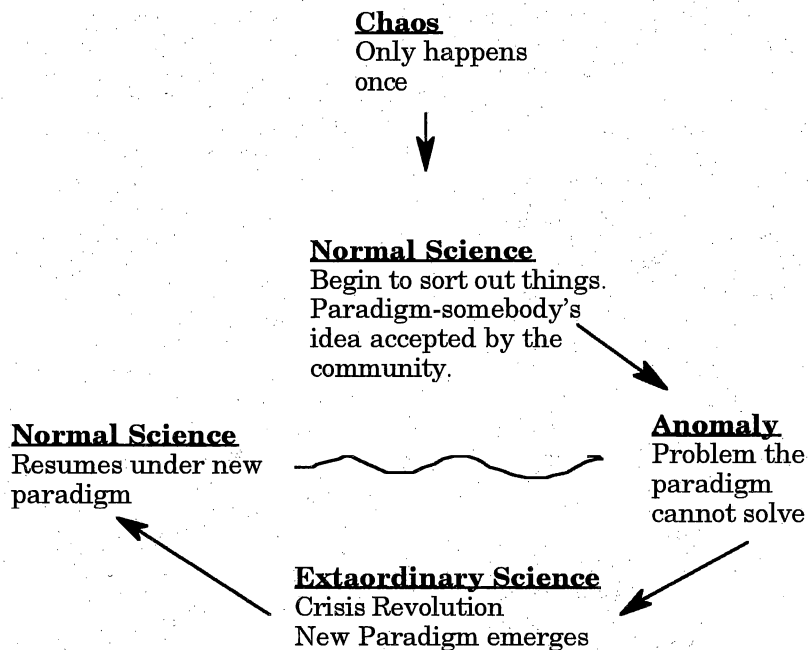 Chaos
Only happens
once
Normal Science
Begin to sort out things.
Paradigm-somebody's
idea accepted by the
community.
Anomaly
Problem the
paradigm
cannot solve
Normal Science
Resumes under new
paradigm
Extaordinary Science
Crisis Revolution
New Paradigm emerges